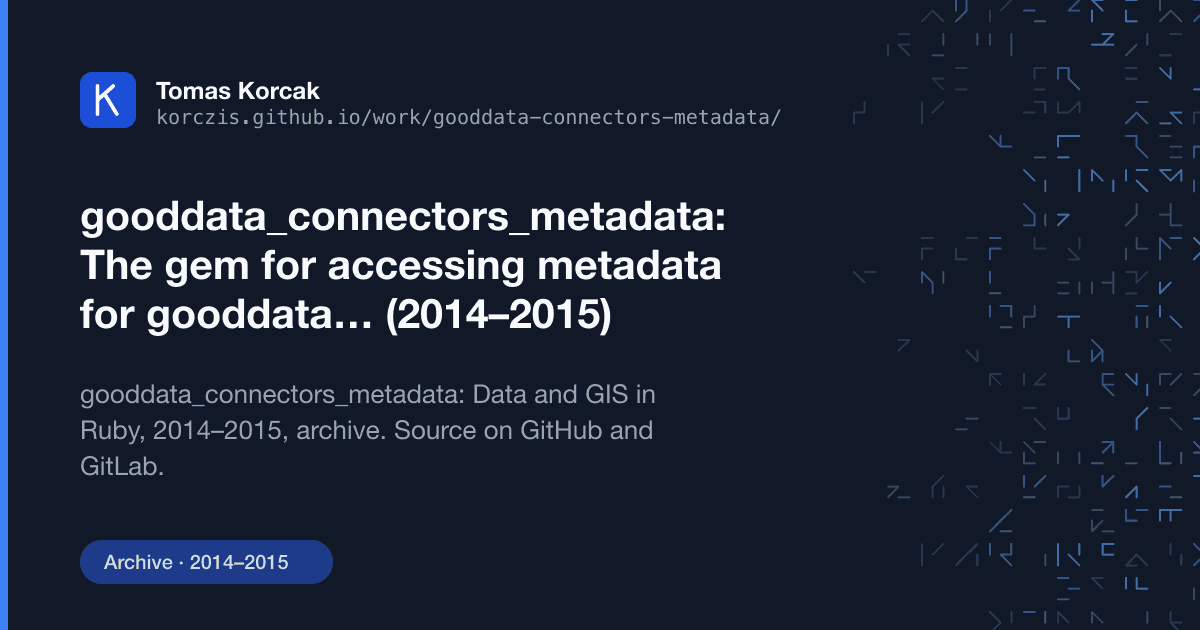 K
Tomas Korcak
korczis.github.io/work/gooddata-connectors-metadata/
gooddata_connectors_metadata:
The gem for accessing metadata
for gooddata… (2014–2015)
gooddata_connectors_metadata: Data and GIS in
Ruby, 2014–2015, archive. Source on GitHub and
GitLab.
Archive · 2014–2015